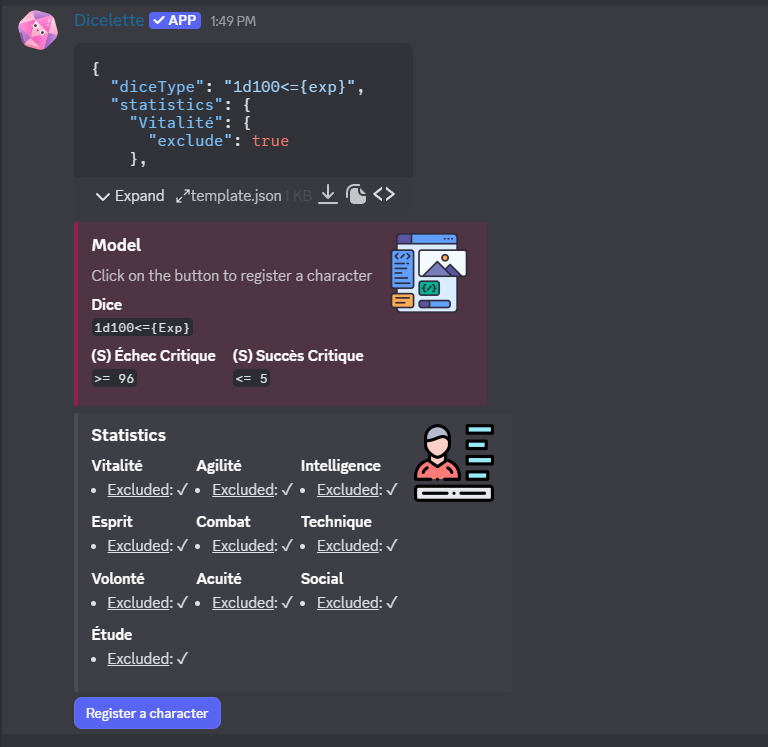 Dicelette ✓ APP 1:49 PM
{
"diceType": "1d100<={exp}",
"statistics": {
"Vitalité": {
"exclude": true
},
Expand template.json 1 KB <>
Model
Click on the button to register a character
Dice
1d100<={Exp}
(S) Échec Critique (S) Succès Critique
>= 96 <= 5
Statistics
Vitalité Agilité Intelligence
• Excluded: ✓ • Excluded: ✓ • Excluded: ✓
Esprit Combat Technique
• Excluded: ✓ • Excluded: ✓ • Excluded: ✓
Volonté Acuité Social
• Excluded: ✓ • Excluded: ✓ • Excluded: ✓
Étude
• Excluded: ✓
Register a character